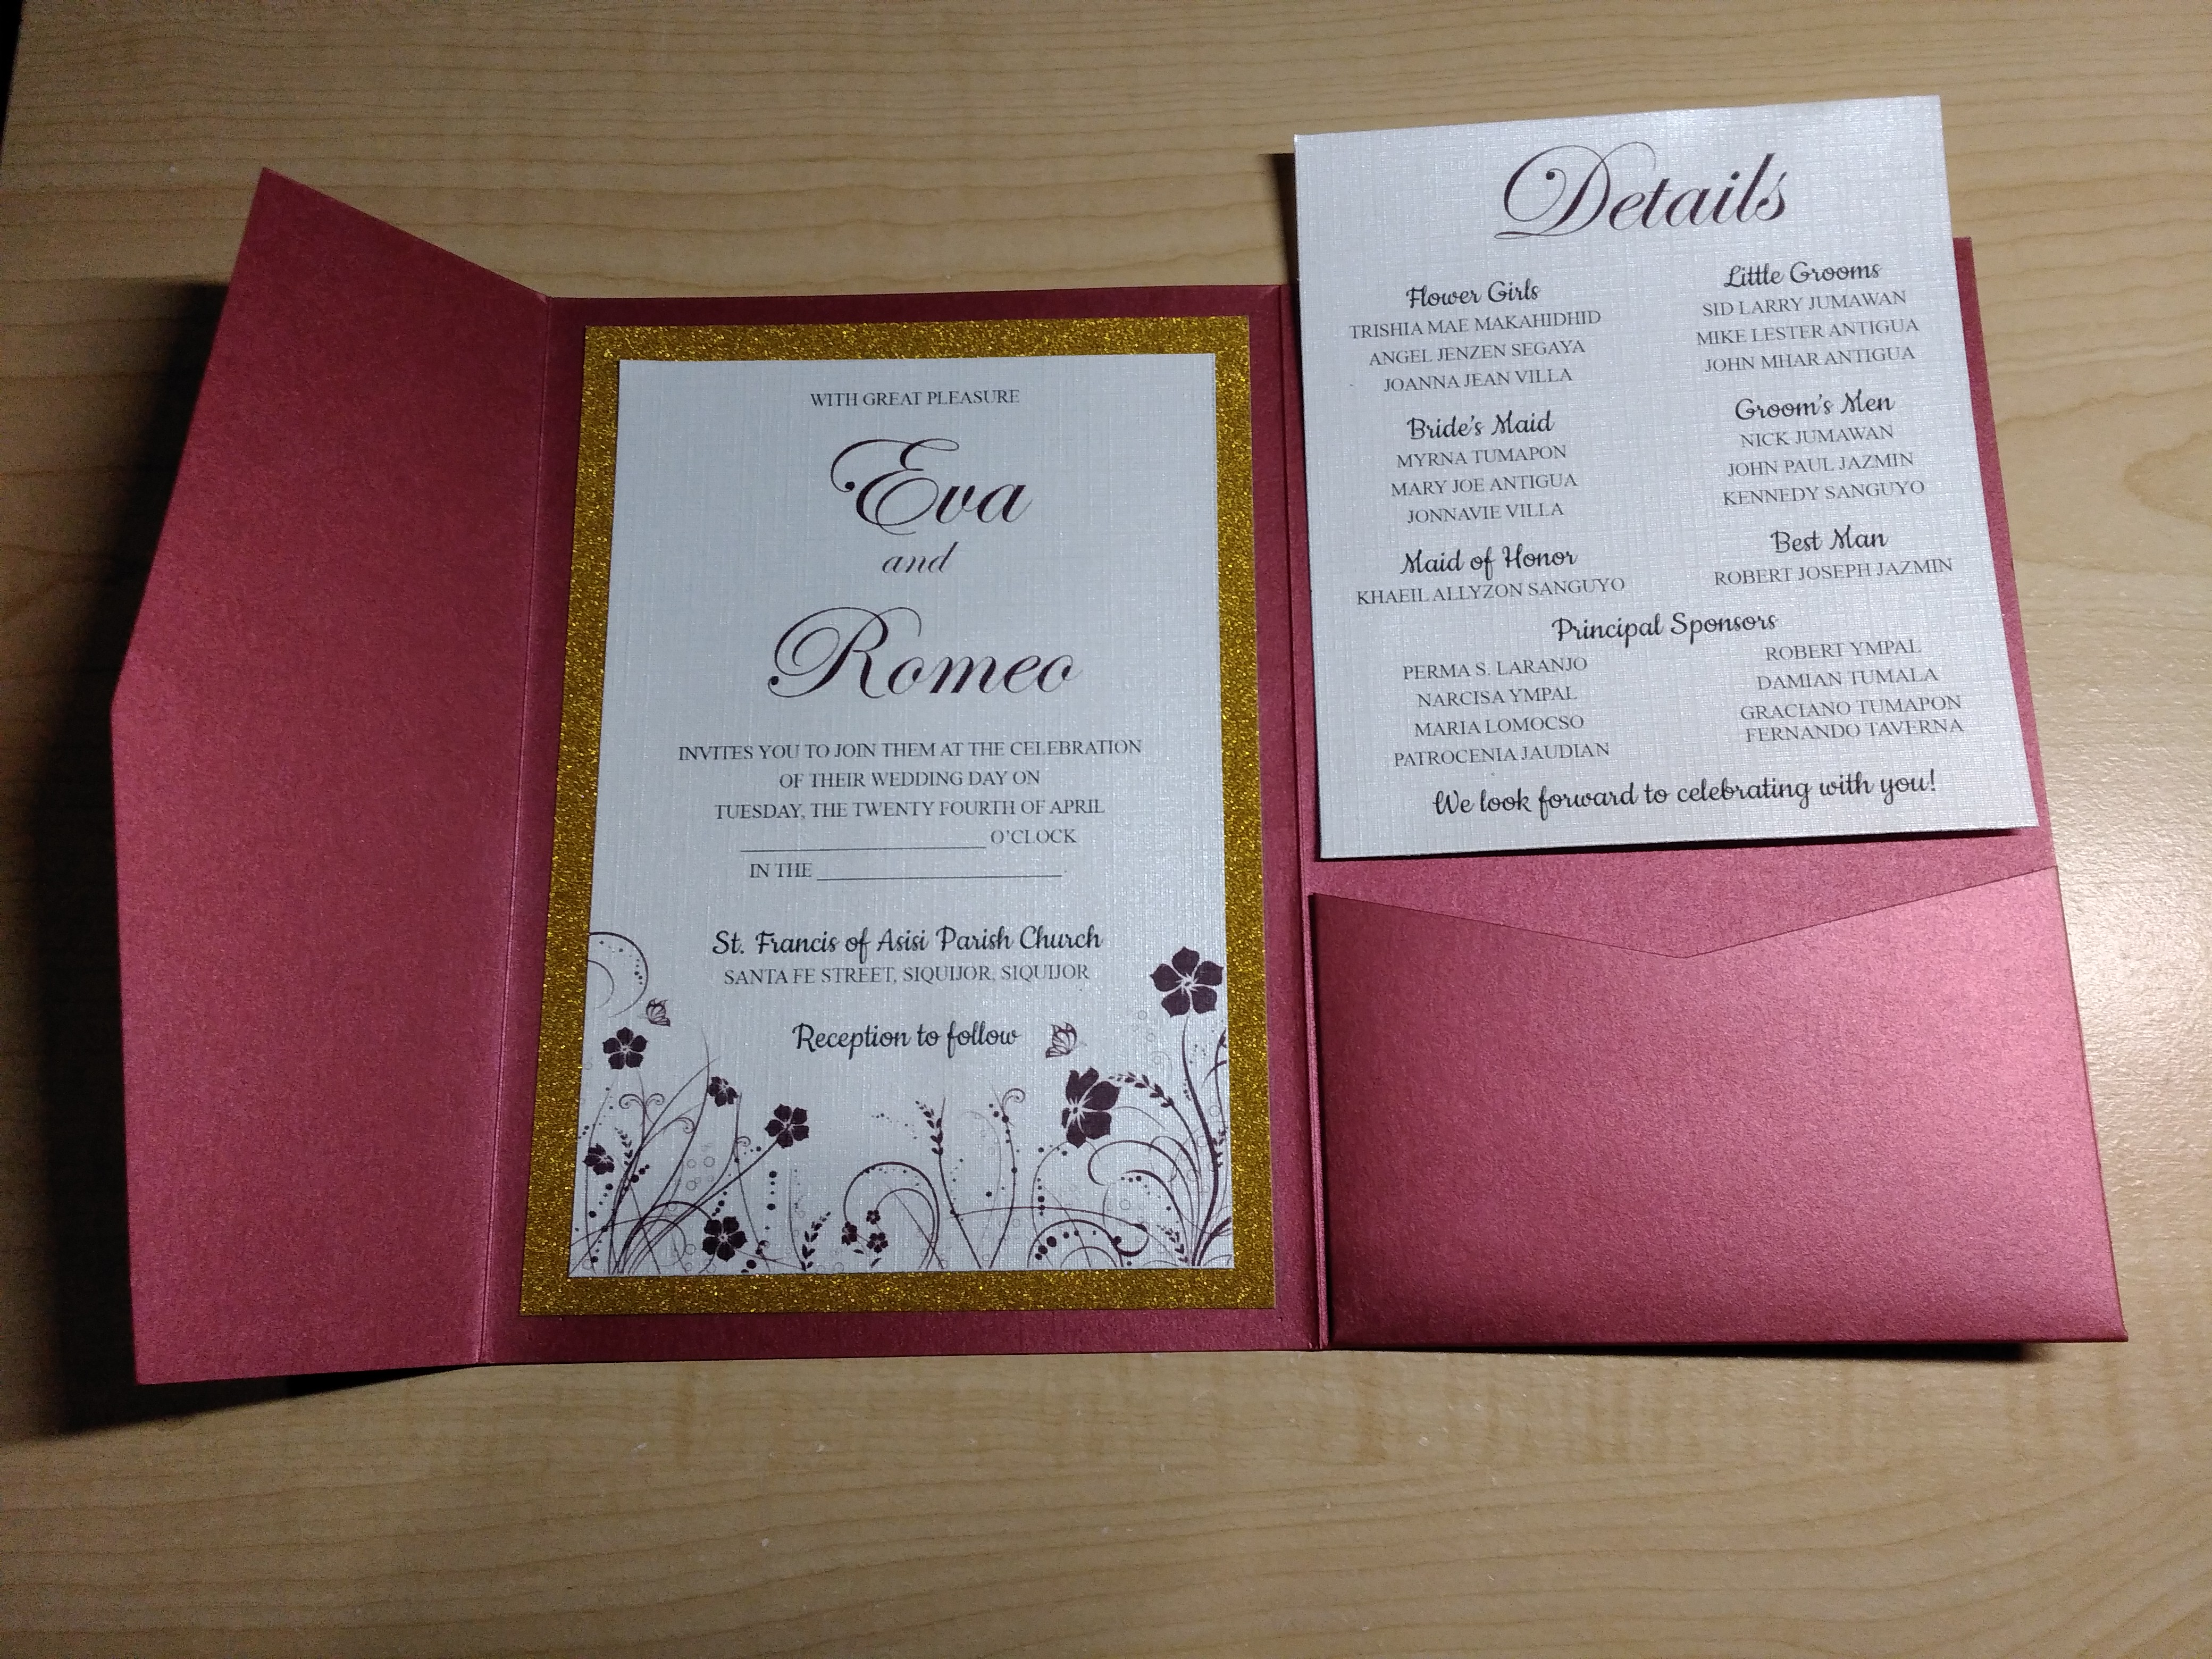 WITH GREAT PLEASURE
Eva
and
Romeo
INVITES YOU TO JOIN THEM AT THE CELEBRATION
OF THEIR WEDDING DAY ON
TUESDAY, THE TWENTY FOURTH OF APRIL
____________________ O'CLOCK
IN THE ____________________.
St. Francis of Asisi Parish Church
SANTA FE STREET, SIQUIJOR, SIQUIJOR
Reception to follow
Details
Flower Girls
TRISHIA MAE MAKAHIDHID
ANGEL JENZEN SEGAYA
JOANNA JEAN VILLA
Bride's Maid
MYRNA TUMAPON
MARY JOE ANTIGUA
JONNAVIE VILLA
Maid of Honor
KHAEIL ALLYZON SANGUYO
Little Grooms
SID LARRY JUMAWAN
MIKE LESTER ANTIGUA
JOHN MHAR ANTIGUA
Groom's Men
NICK JUMAWAN
JOHN PAUL JAZMIN
KENNEDY SANGUYO
Best Man
ROBERT JOSEPH JAZMIN
Principal Sponsors
PERMA S. LARANJO
NARCISA YMPAL
MARIA LOMOCSO
PATROCENIA JAUDIAN
ROBERT YMPAL
DAMIAN TUMALA
GRACIANO TUMAPON
FERNANDO TAVERNA
We look forward to celebrating with you!